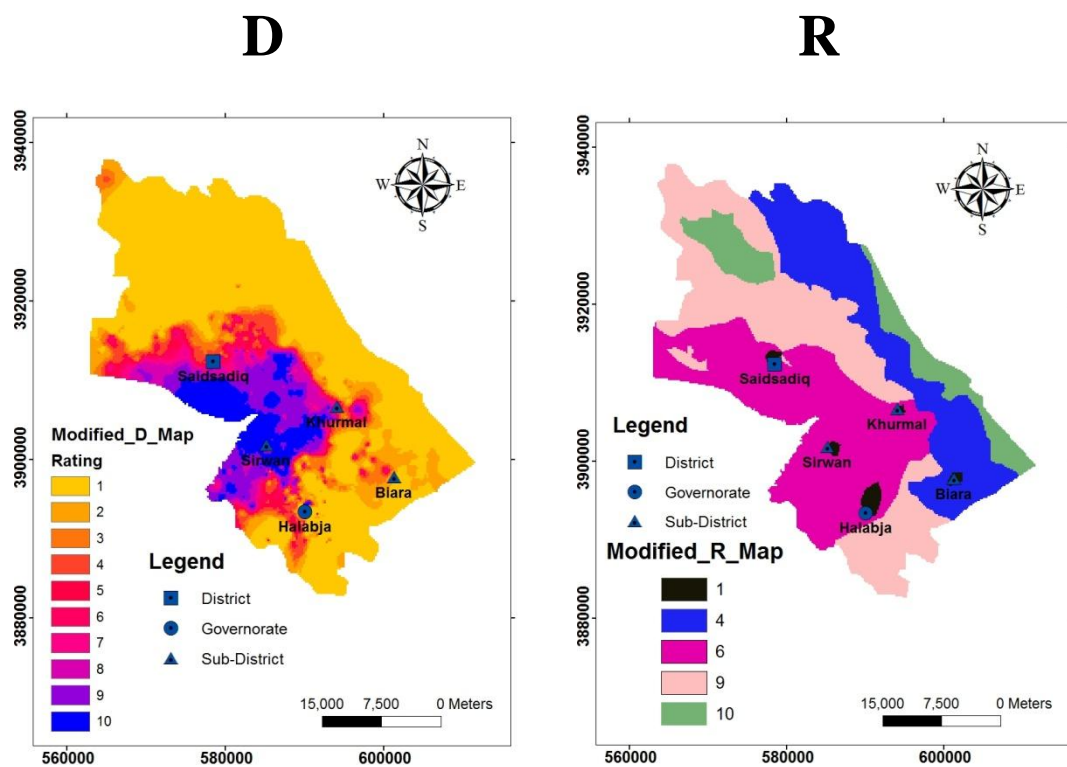 D
R
3940000
3920000
3900000
3880000
560000
580000
600000
N
W
E
S
Saidsadiq
Khurmal
Sirwan
Biara
Halabja
Modified_D_Map
Rating
1
2
3
4
5
6
7
8
9
10
Legend
District
Governorate
Sub-District
15,000 7,500 0 Meters
3940000
3920000
3900000
3880000
560000
580000
600000
N
W
E
S
Saidsadiq
Khurmal
Sirwan
Biara
Halabja
Legend
District
Governorate
Sub-District
Modified_R_Map
1
4
6
9
10
15,000 7,500 0 Meters